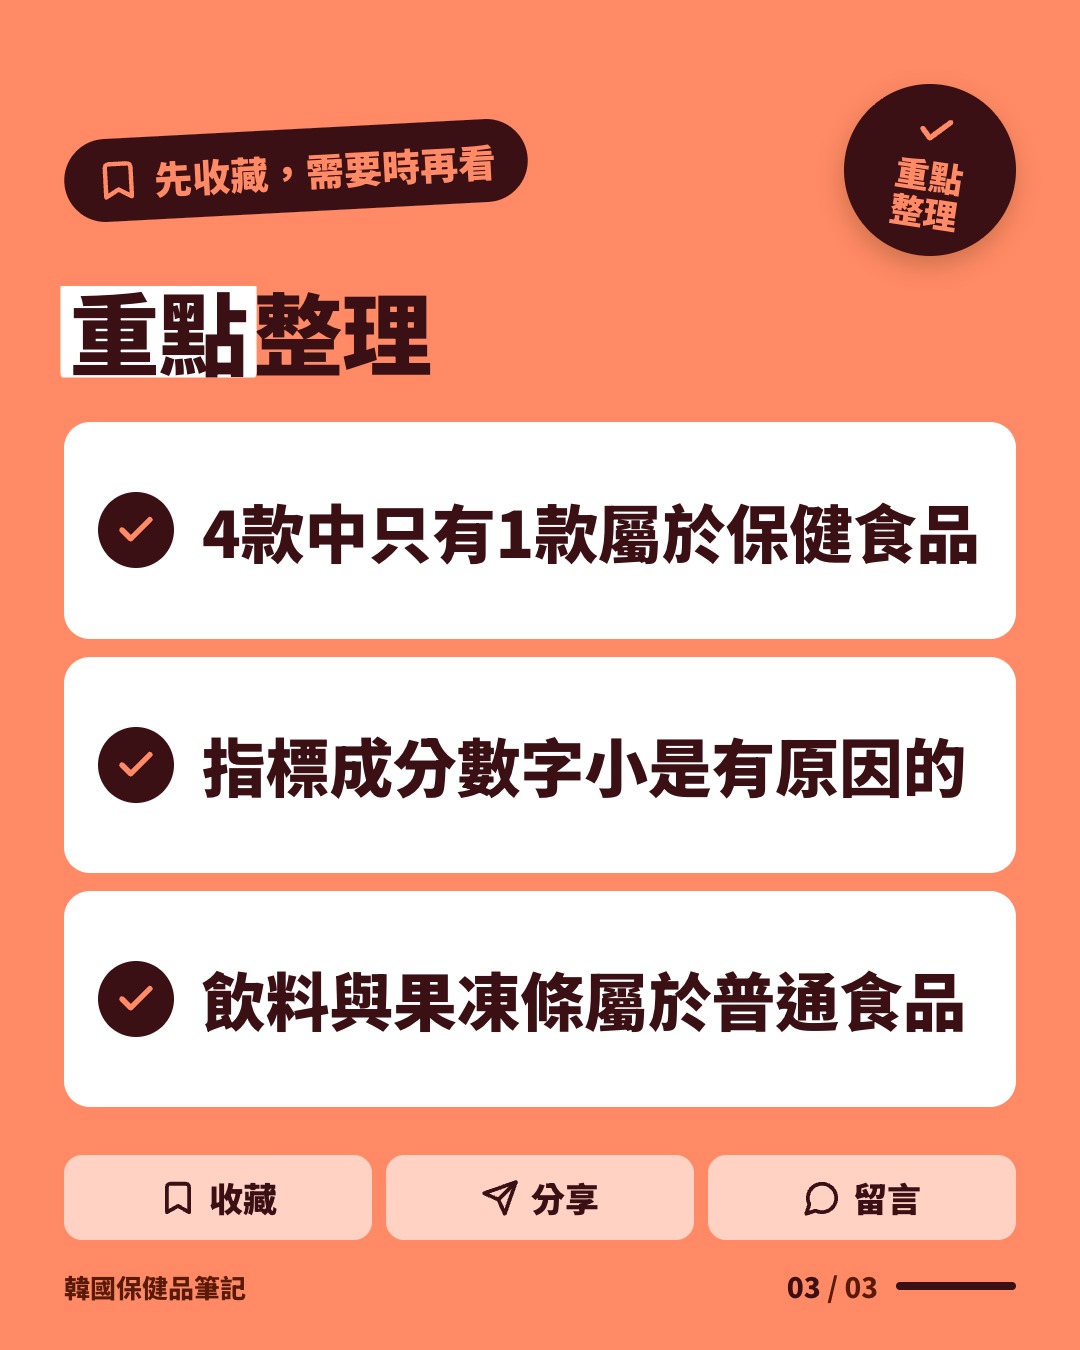 先收藏，需要時再看
重點
整理
重點整理
4款中只有1款屬於保健食品
指標成分數字小是有原因的
飲料與果凍條屬於普通食品
收藏
分享
留言
韓國保健品筆記
03 / 03